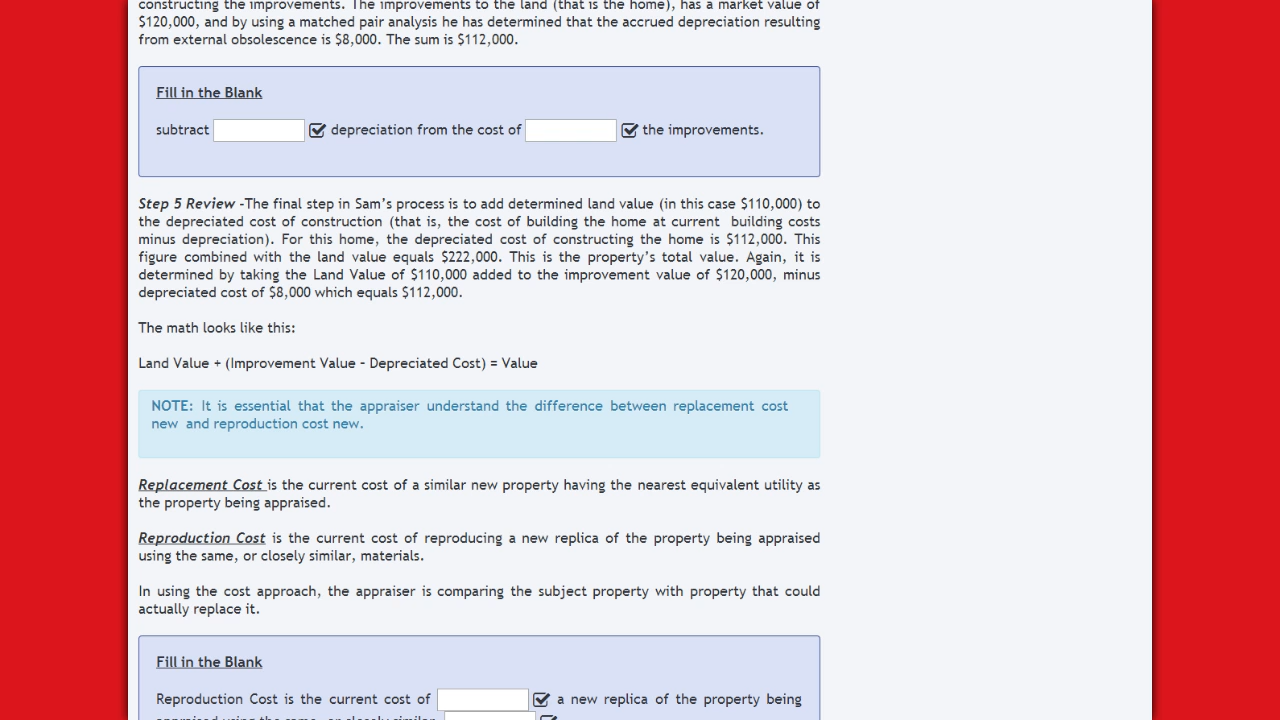 constructing the improvements. The improvements to the land (that is the home), has a market value of
$120,000, and by using a matched pair analysis he has determined that the accrued depreciation resulting
from external obsolescence is $8,000. The sum is $112,000.
Fill in the Blank
subtract depreciation from the cost of the improvements.
Step 5 Review -The final step in Sam's process is to add determined land value (in this case $110,000) to
the depreciated cost of construction (that is, the cost of building the home at current building costs
minus depreciation). For this home, the depreciated cost of constructing the home is $112,000. This
figure combined with the land value equals $222,000. This is the property's total value. Again, it is
determined by taking the Land Value of $110,000 added to the improvement value of $120,000, minus
depreciated cost of $8,000 which equals $112,000.
The math looks like this:
Land Value + (Improvement Value – Depreciated Cost) = Value
NOTE: It is essential that the appraiser understand the difference between replacement cost
new and reproduction cost new.
Replacement Cost is the current cost of a similar new property having the nearest equivalent utility as
the property being appraised.
Reproduction Cost is the current cost of reproducing a new replica of the property being appraised
using the same, or closely similar, materials.
In using the cost approach, the appraiser is comparing the subject property with property that could
actually replace it.
Fill in the Blank
Reproduction Cost is the current cost of a new replica of the property being
appraised using the same, or closely similar